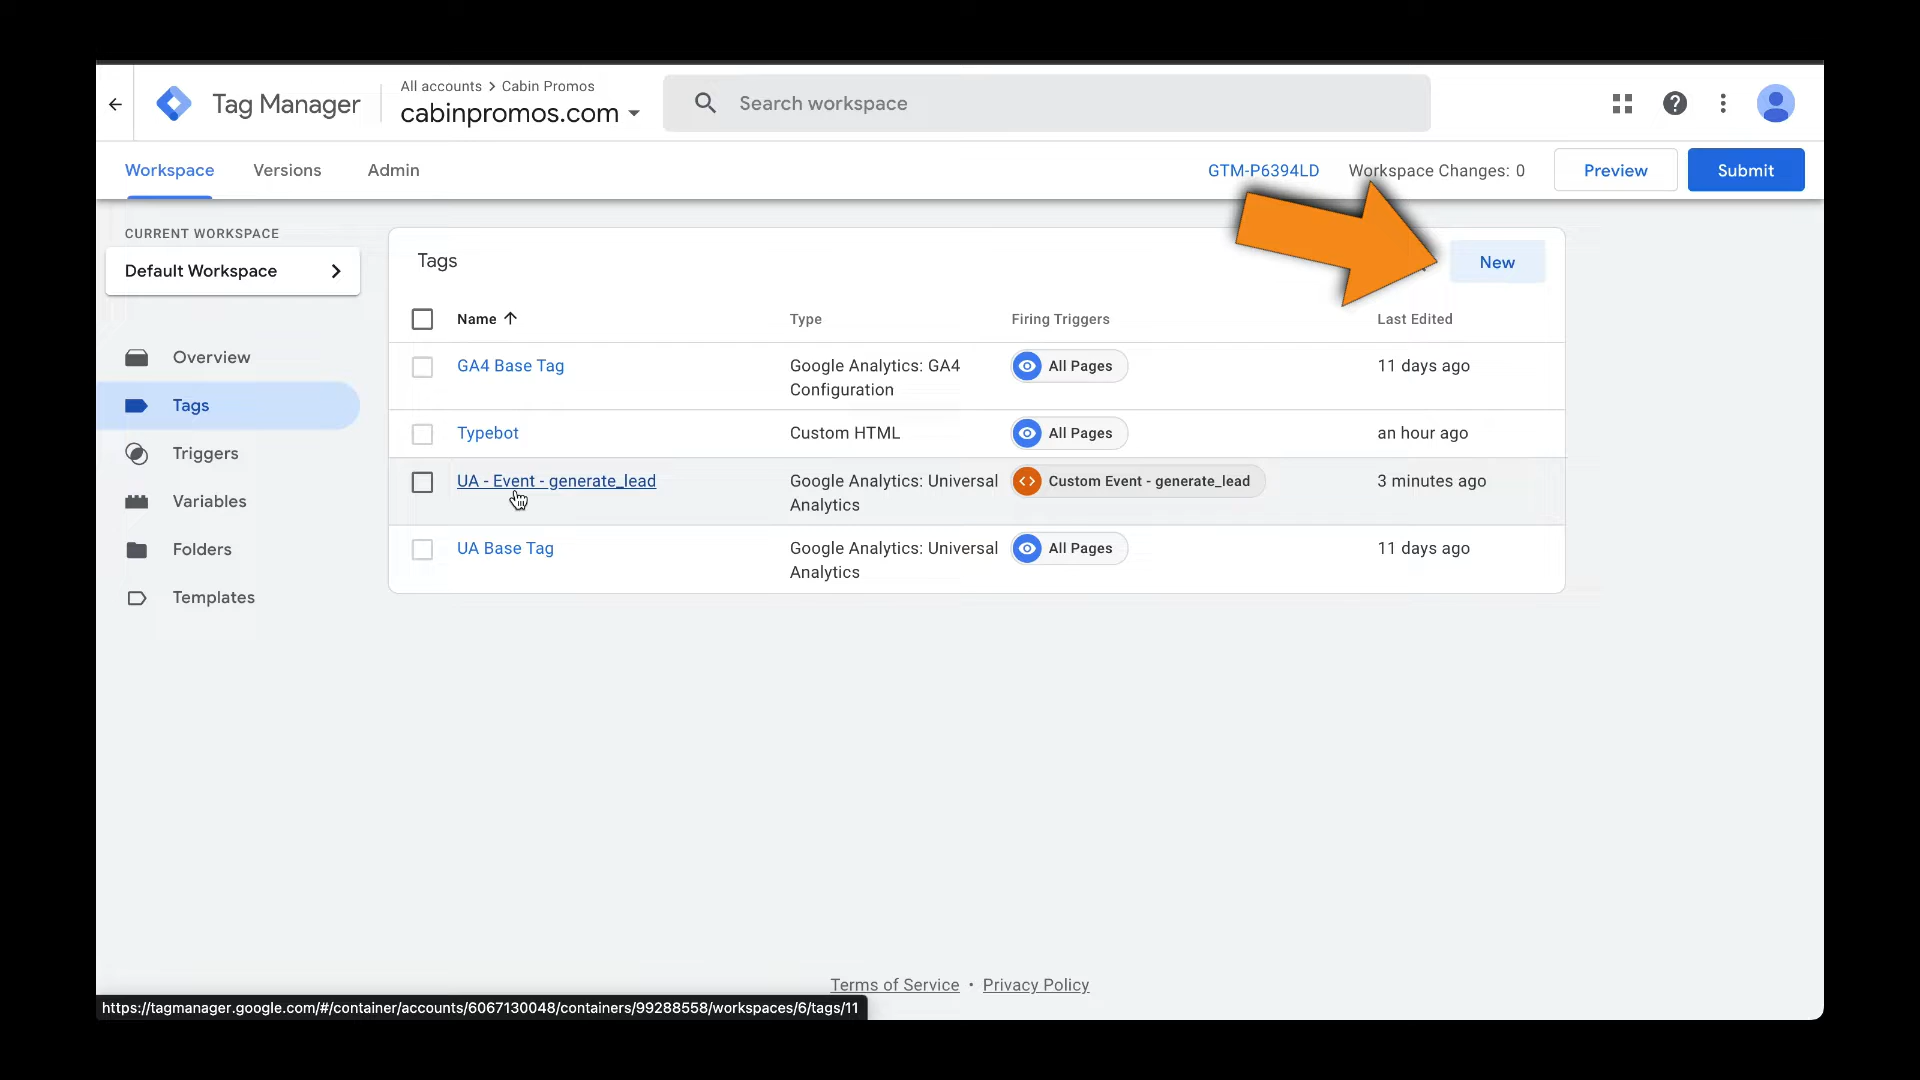 All accounts > Cabin Promos
Tag Manager
cabinpromos.com
Search workspace
Workspace
Versions
Admin
GTM-P6394LD
Workspace Changes: 0
Preview
Submit
CURRENT WORKSPACE
Default Workspace
Overview
Tags
Triggers
Variables
Folders
Templates
Tags
New
Name
Type
Firing Triggers
Last Edited
GA4 Base Tag
Google Analytics: GA4
Configuration
All Pages
11 days ago
Typebot
Custom HTML
All Pages
an hour ago
UA - Event - generate_lead
Google Analytics: Universal
Analytics
Custom Event - generate_lead
3 minutes ago
UA Base Tag
Google Analytics: Universal
Analytics
All Pages
11 days ago
Terms of Service • Privacy Policy
https://tagmanager.google.com/#/container/accounts/6067130048/containers/99288558/workspaces/6/tags/11